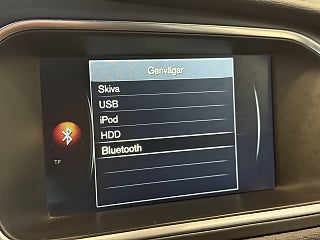 Genvägar
Skiva
USB
iPod
HDD
Bluetooth
TP